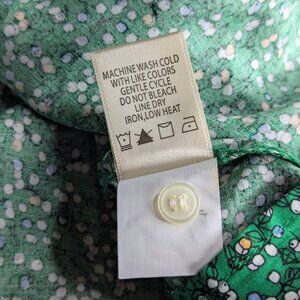 MACHINE WASH COLD
WITH LIKE COLORS
GENTLE CYCLE
DO NOT BLEACH
LINE DRY
IRON, LOW HEAT